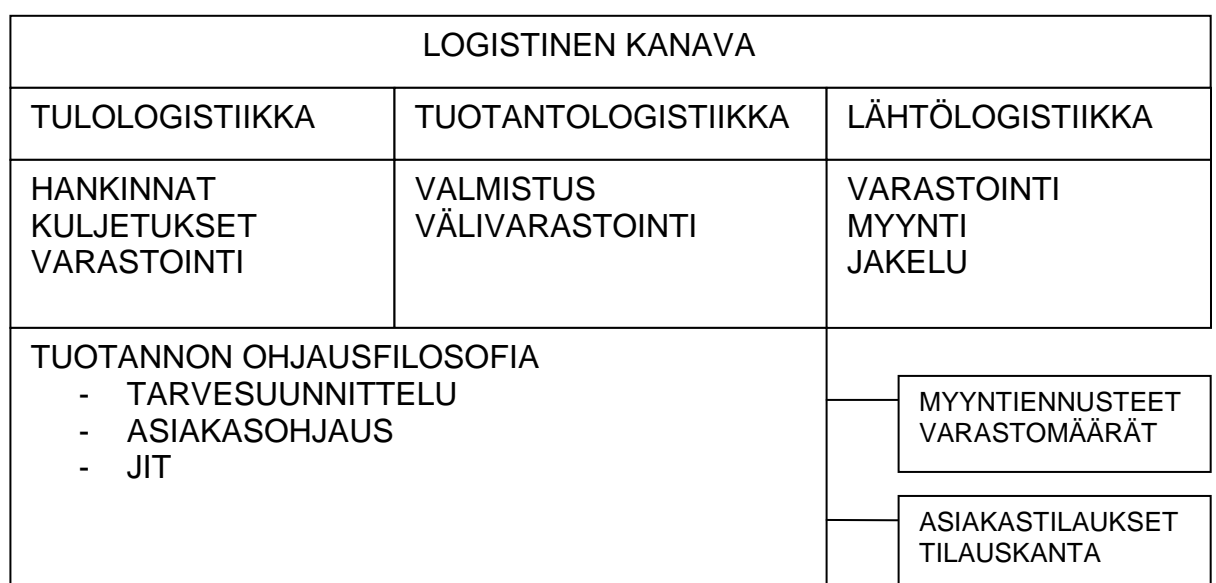 LOGISTINEN KANAVA
TULOLOGISTIIKKA
TUOTANTOLOGISTIIKKA
LÄHTÖLOGISTIIKKA
HANKINNAT
KULJETUKSET
VARASTOINTI
VALMISTUS
VÄLIVARASTOINTI
VARASTOINTI
MYYNTI
JAKELU
TUOTANNON OHJAUSFILOSOFIA
- TARVESUUNNITTELU
- ASIAKASOHJAUS
- JIT
MYYNTIENNUSTEET
VARASTOMÄÄRÄT
ASIAKASTILAUKSET
TILAUSKANTA